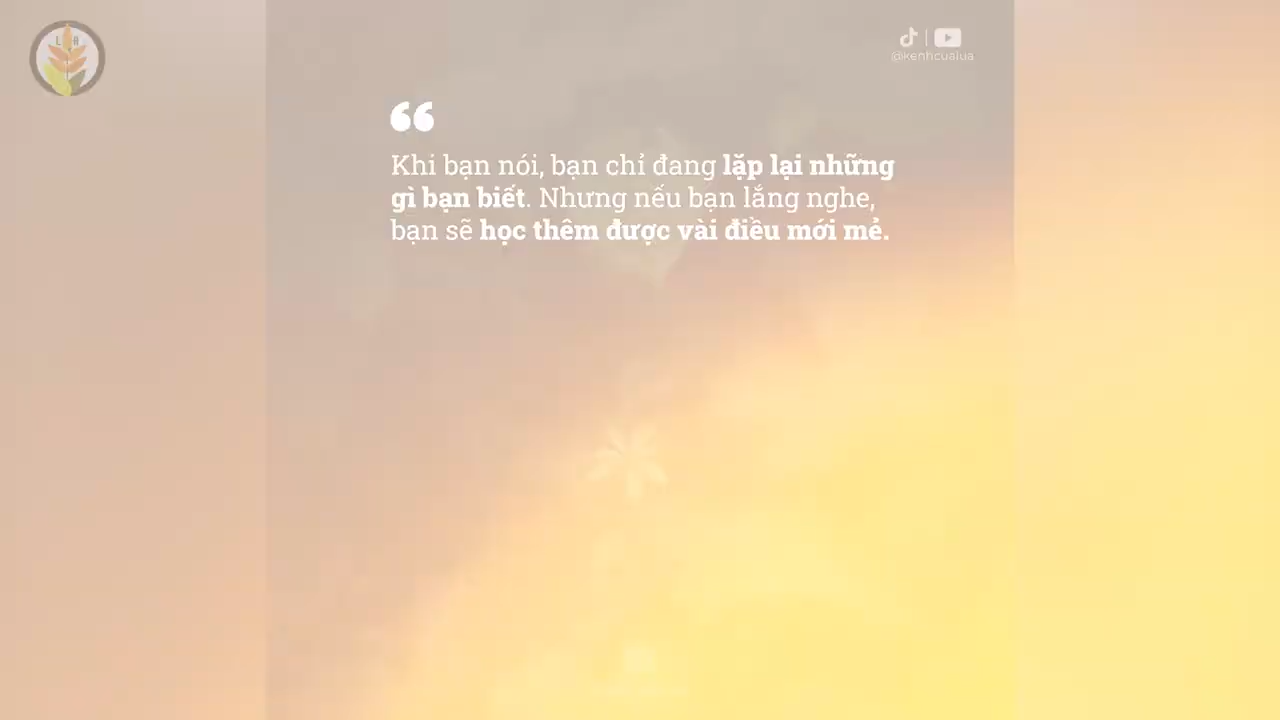 L A
@kenhcualua
“
Khi bạn nói, bạn chỉ đang lặp lại những
gì bạn biết. Nhưng nếu bạn lắng nghe,
bạn sẽ học thêm được vài điều mới mẻ.